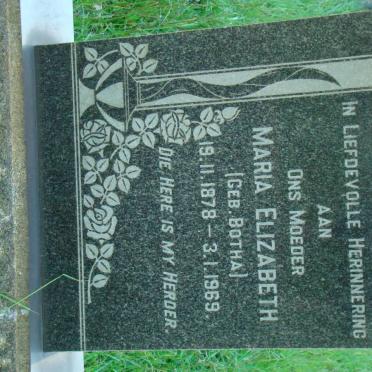 IN LIEFDEVOLLE HERINNERING
AAN
ONS MOEDER
MARIA ELIZABETH
(GEB. BOTHA)
19.11.1878 – 3.1.1969.
DIE HERE IS MY HERDER.